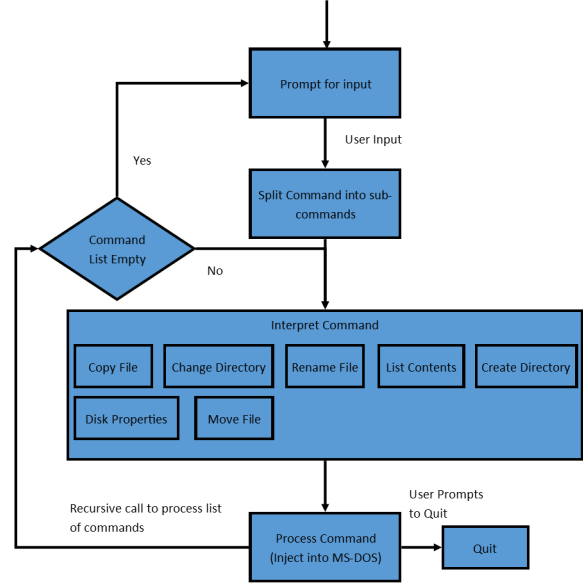 Prompt for input
User Input
Yes
Split Command into sub-
commands
Command
List Empty
No
Interpret Command
Copy File
Change Directory
Rename File
List Contents
Create Directory
Disk Properties
Move File
Recursive call to process list
of commands
User Prompts
to Quit
Process Command
(Inject into MS-DOS)
Quit